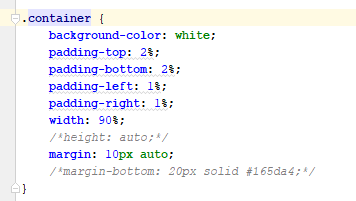 .container {
background-color: white;
padding-top: 2%;
padding-bottom: 2%;
padding-left: 1%;
padding-right: 1%;
width: 90%;
/*height: auto;*/
margin: 10px auto;
/*margin-bottom: 20px solid #165da4;*/
}